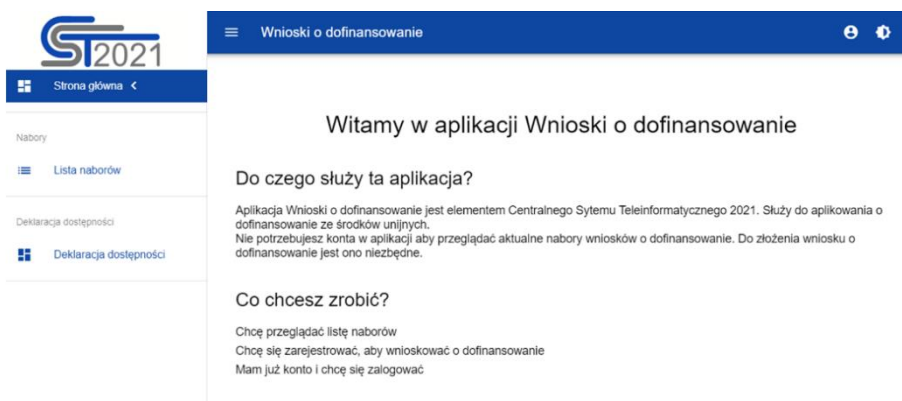 CST2021
Wnioski o dofinansowanie
Strona główna
Nabory
Lista naborów
Deklaracja dostępności
Deklaracja dostępności
Witamy w aplikacji Wnioski o dofinansowanie
Do czego służy ta aplikacja?
Aplikacja Wnioski o dofinansowanie jest elementem Centralnego Sytemu Teleinformatycznego 2021. Służy do aplikowania o
dofinansowanie ze środków unijnych.
Nie potrzebujesz konta w aplikacji aby przeglądać aktualne nabory wniosków o dofinansowanie. Do złożenia wniosku o
dofinansowanie jest ono niezbędne.
Co chcesz zrobić?
Chcę przeglądać listę naborów
Chcę się zarejestrować, aby wnioskować o dofinansowanie
Mam już konto i chcę się zalogować